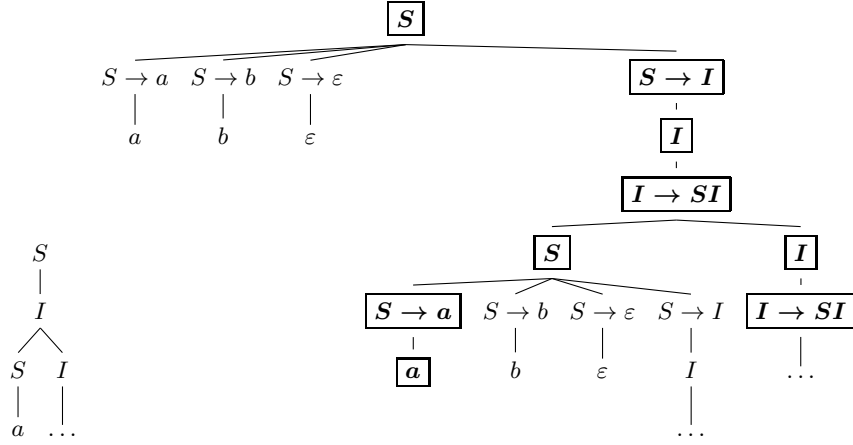 S
S → a S → b S → ε S → I
a b ε I
I → SI
S S I
I S → a S → b S → ε S → I I → SI
S I a b ε I …
a … …